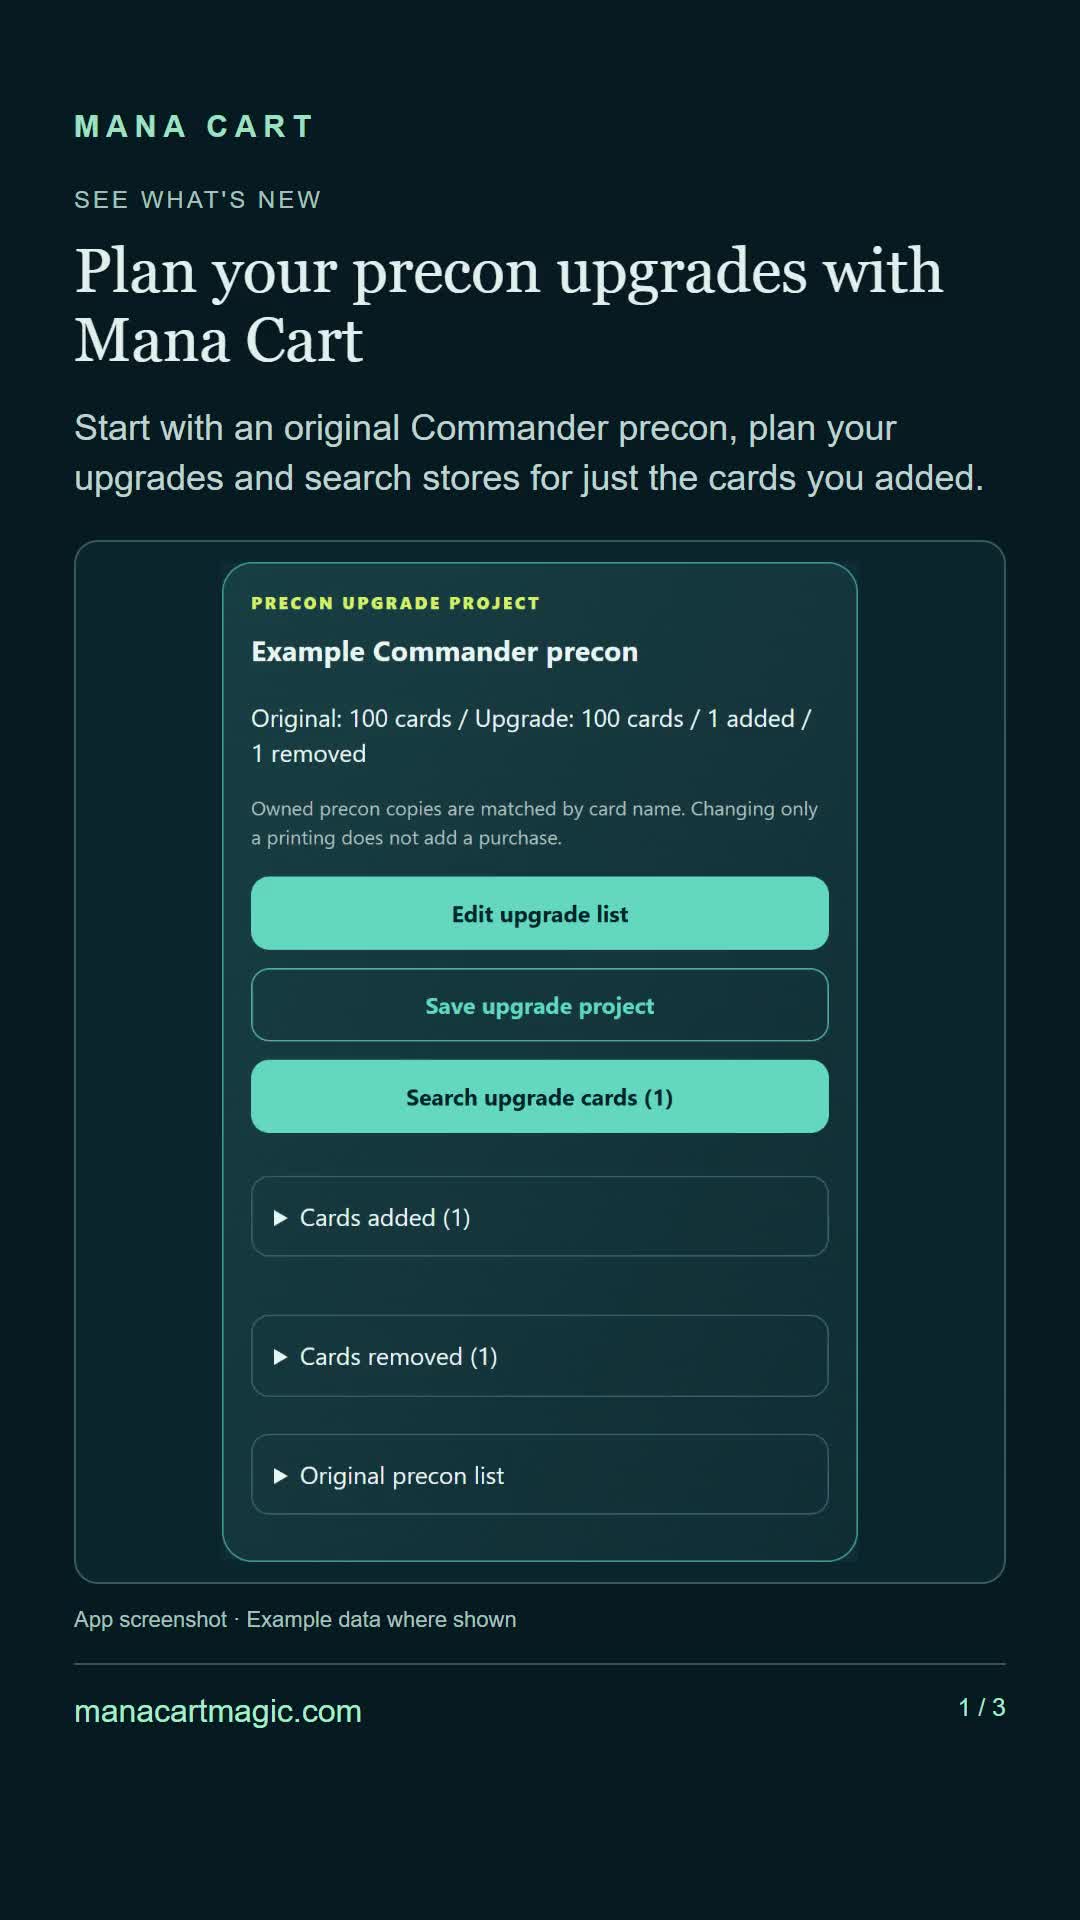 MANA CART
SEE WHAT'S NEW
Plan your precon upgrades with
Mana Cart
Start with an original Commander precon, plan your
upgrades and search stores for just the cards you added.
PRECON UPGRADE PROJECT
Example Commander precon
Original: 100 cards / Upgrade: 100 cards / 1 added /
1 removed
Owned precon copies are matched by card name. Changing only
a printing does not add a purchase.
Edit upgrade list
Save upgrade project
Search upgrade cards (1)
▶ Cards added (1)
▶ Cards removed (1)
▶ Original precon list
App screenshot · Example data where shown
manacartmagic.com
1 / 3